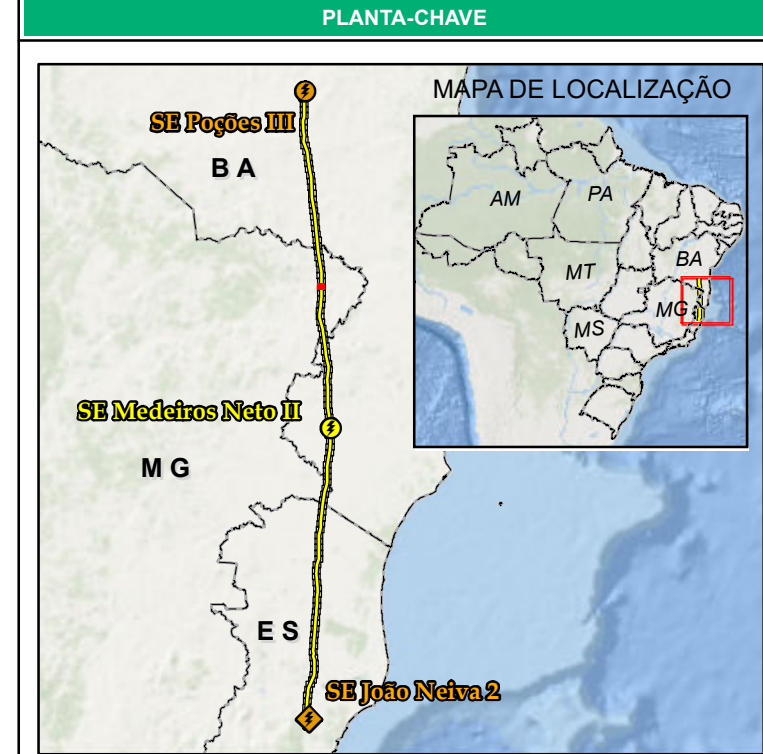 PLANTA-CHAVE
MAPA DE LOCALIZAÇÃO
SE Poções III
B A
AM
PA
BA
MT
MG
MS
SE Medeiros Neto II
M G
E S
SE João Neiva 2